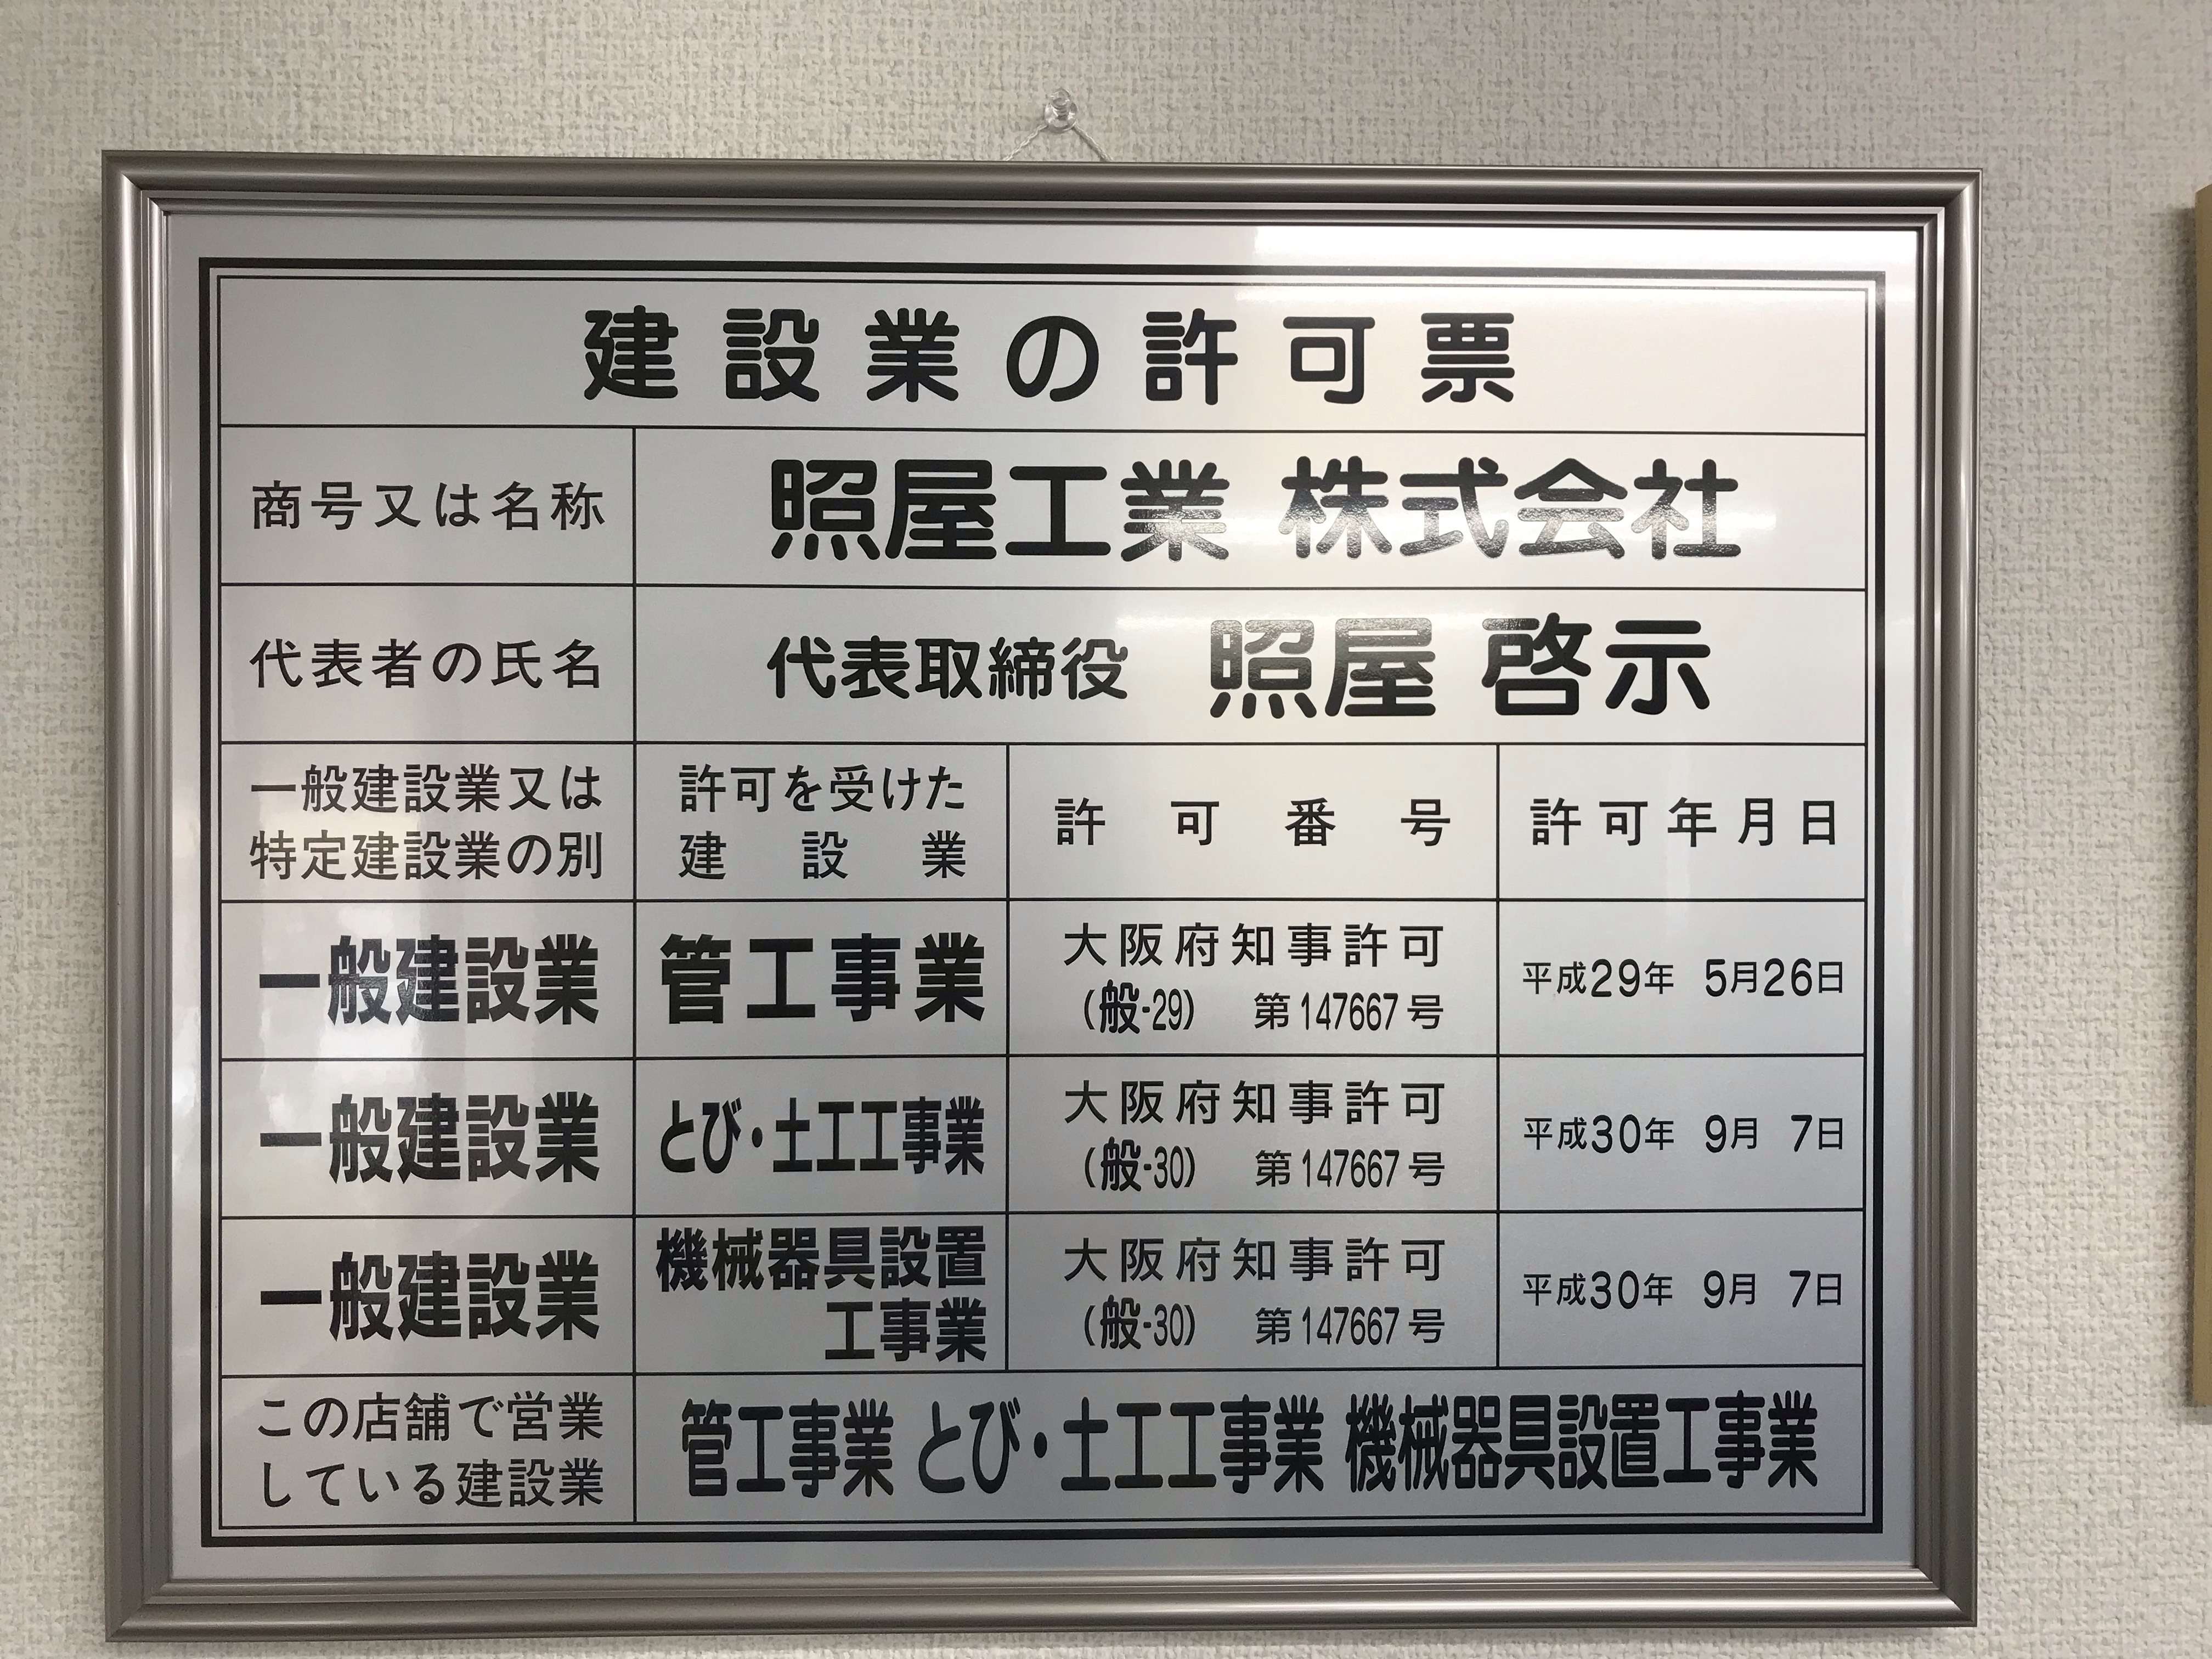 建設業の許可票
商号又は名称 照屋工業 株式会社
代表者の氏名 代表取締役 照屋 啓示
一般建設業又は
特定建設業の別
許可を受けた
建設業
許可番号
許可年月日
一般建設業 管工事業
大阪府知事許可
(般-29) 第147667号
平成29年 5月26日
一般建設業 とび・土工工事業
大阪府知事許可
(般-30) 第147667号
平成30年 9月 7日
一般建設業
機械器具設置
工事業
大阪府知事許可
(般-30) 第147667号
平成30年 9月 7日
この店舗で営業
している建設業
管工事業 とび・土工工事業 機械器具設置工事業